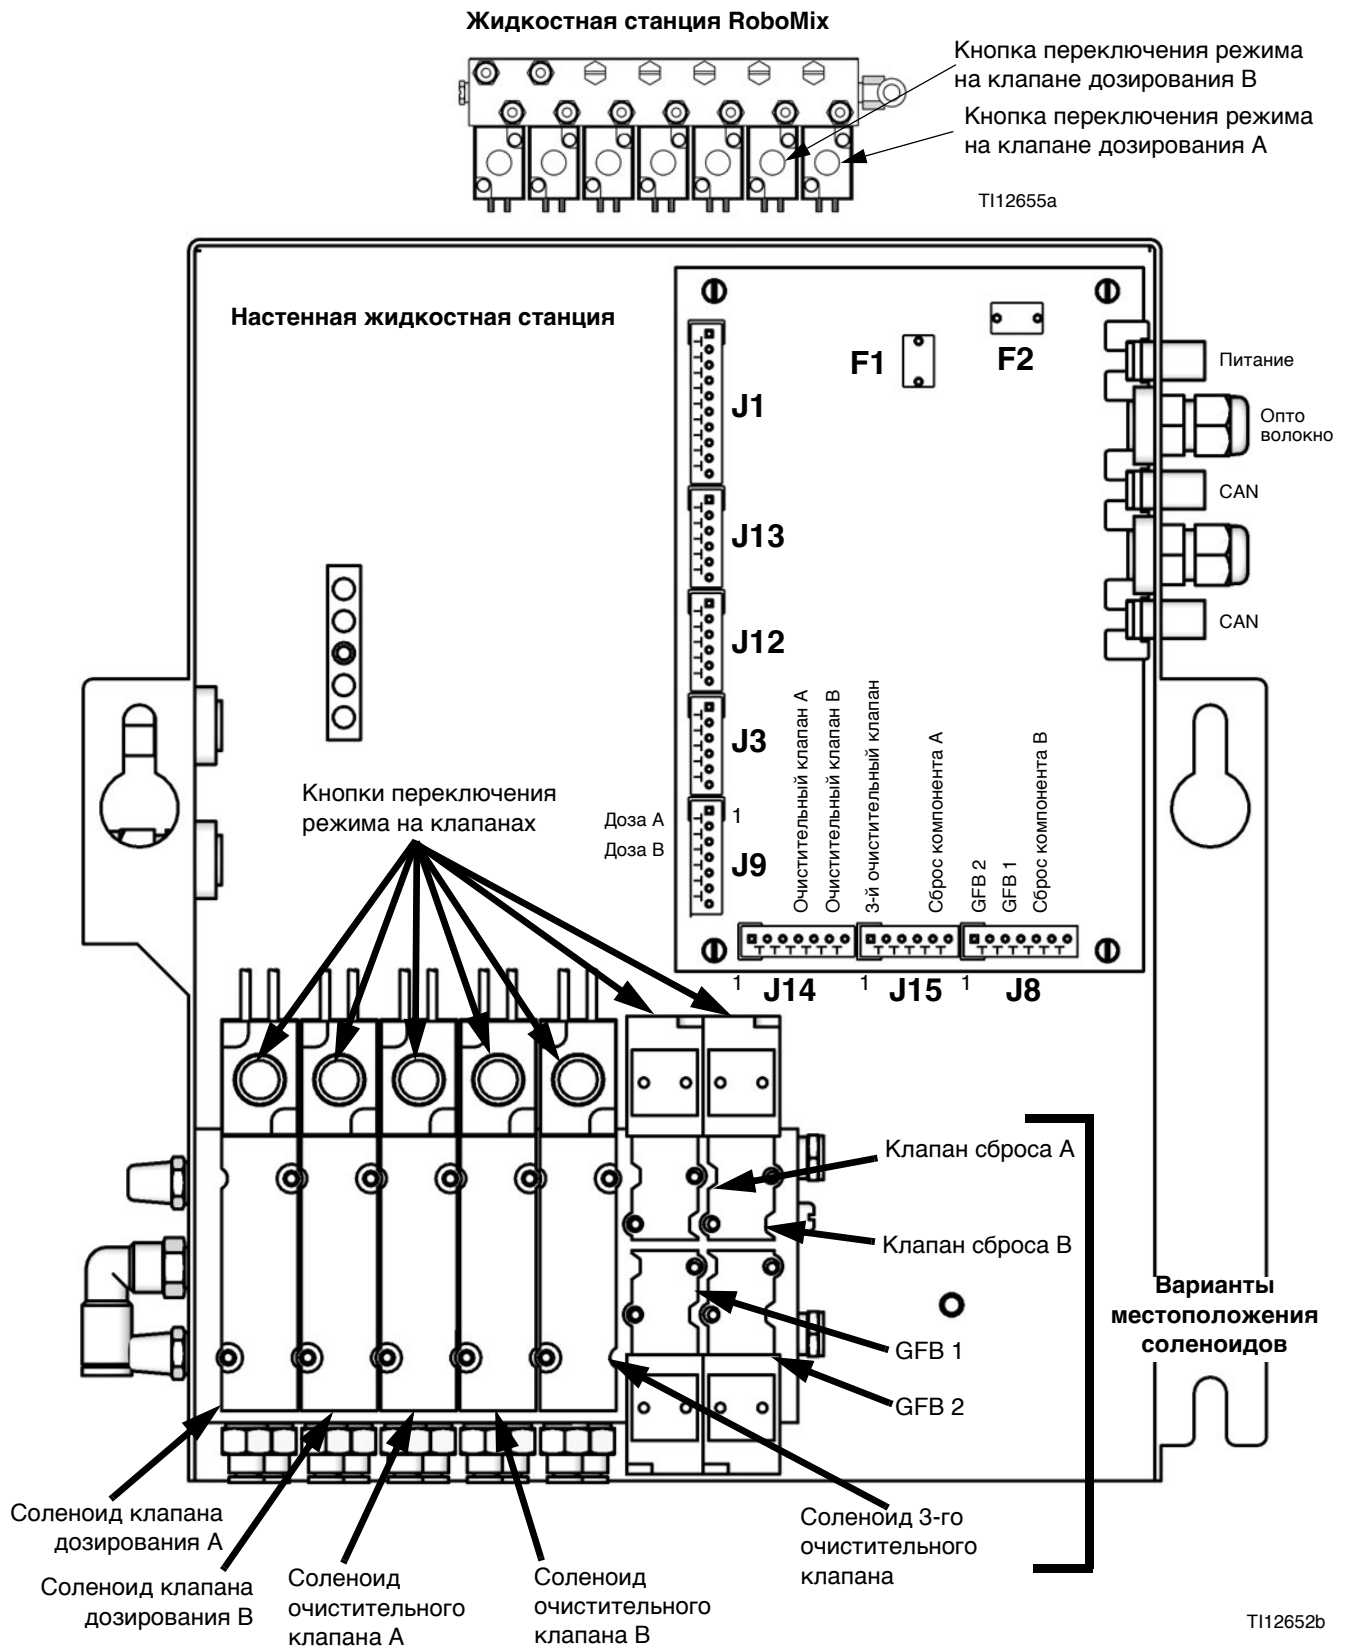 Жидкостная станция RoboMix
Кнопка переключения режима
на клапане дозирования B
Кнопка переключения режима
на клапане дозирования A
TI12655a
Настенная жидкостная станция
F1
F2
J1
J13
J12
J3
J9
Питание
Опто
волокно
CAN
CAN
Кнопки переключения
режима на клапанах
Доза A
Доза B
1
Очистительный клапан A
Очистительный клапан B
3-й очистительный клапан
Сброс компонента A
GFB 2
GFB 1
Сброс компонента B
1
J14
1
J15
1
J8
Клапан сброса A
Клапан сброса B
GFB 1
GFB 2
Варианты
местоположения
соленоидов
Соленоид клапана
дозирования A
Соленоид клапана
дозирования B
Соленоид
очистительного
клапана A
Соленоид
очистительного
клапана B
Соленоид 3-го
очистительного
клапана
TI12652b